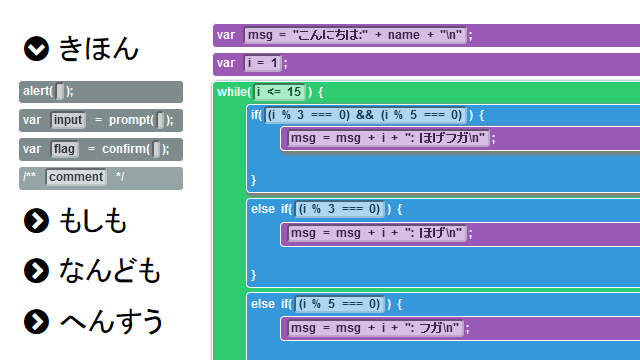 きほん
alert( );
var input = prompt( );
var flag = confirm( );
/** comment */
もしも
なんども
へんすう
var msg = "こんにちは:" + name + "\n" ;
var i = 1 ;
while( i <= 15 ) {
if( (i % 3 === 0) && (i % 5 === 0) ) {
msg = msg + i + ": ほげフガ\n" ;
}
else if( (i % 3 === 0) ) {
msg = msg + i + ": ほげ\n" ;
}
else if( (i % 5 === 0) ) {
msg = msg + i + ": フガ\n" ;